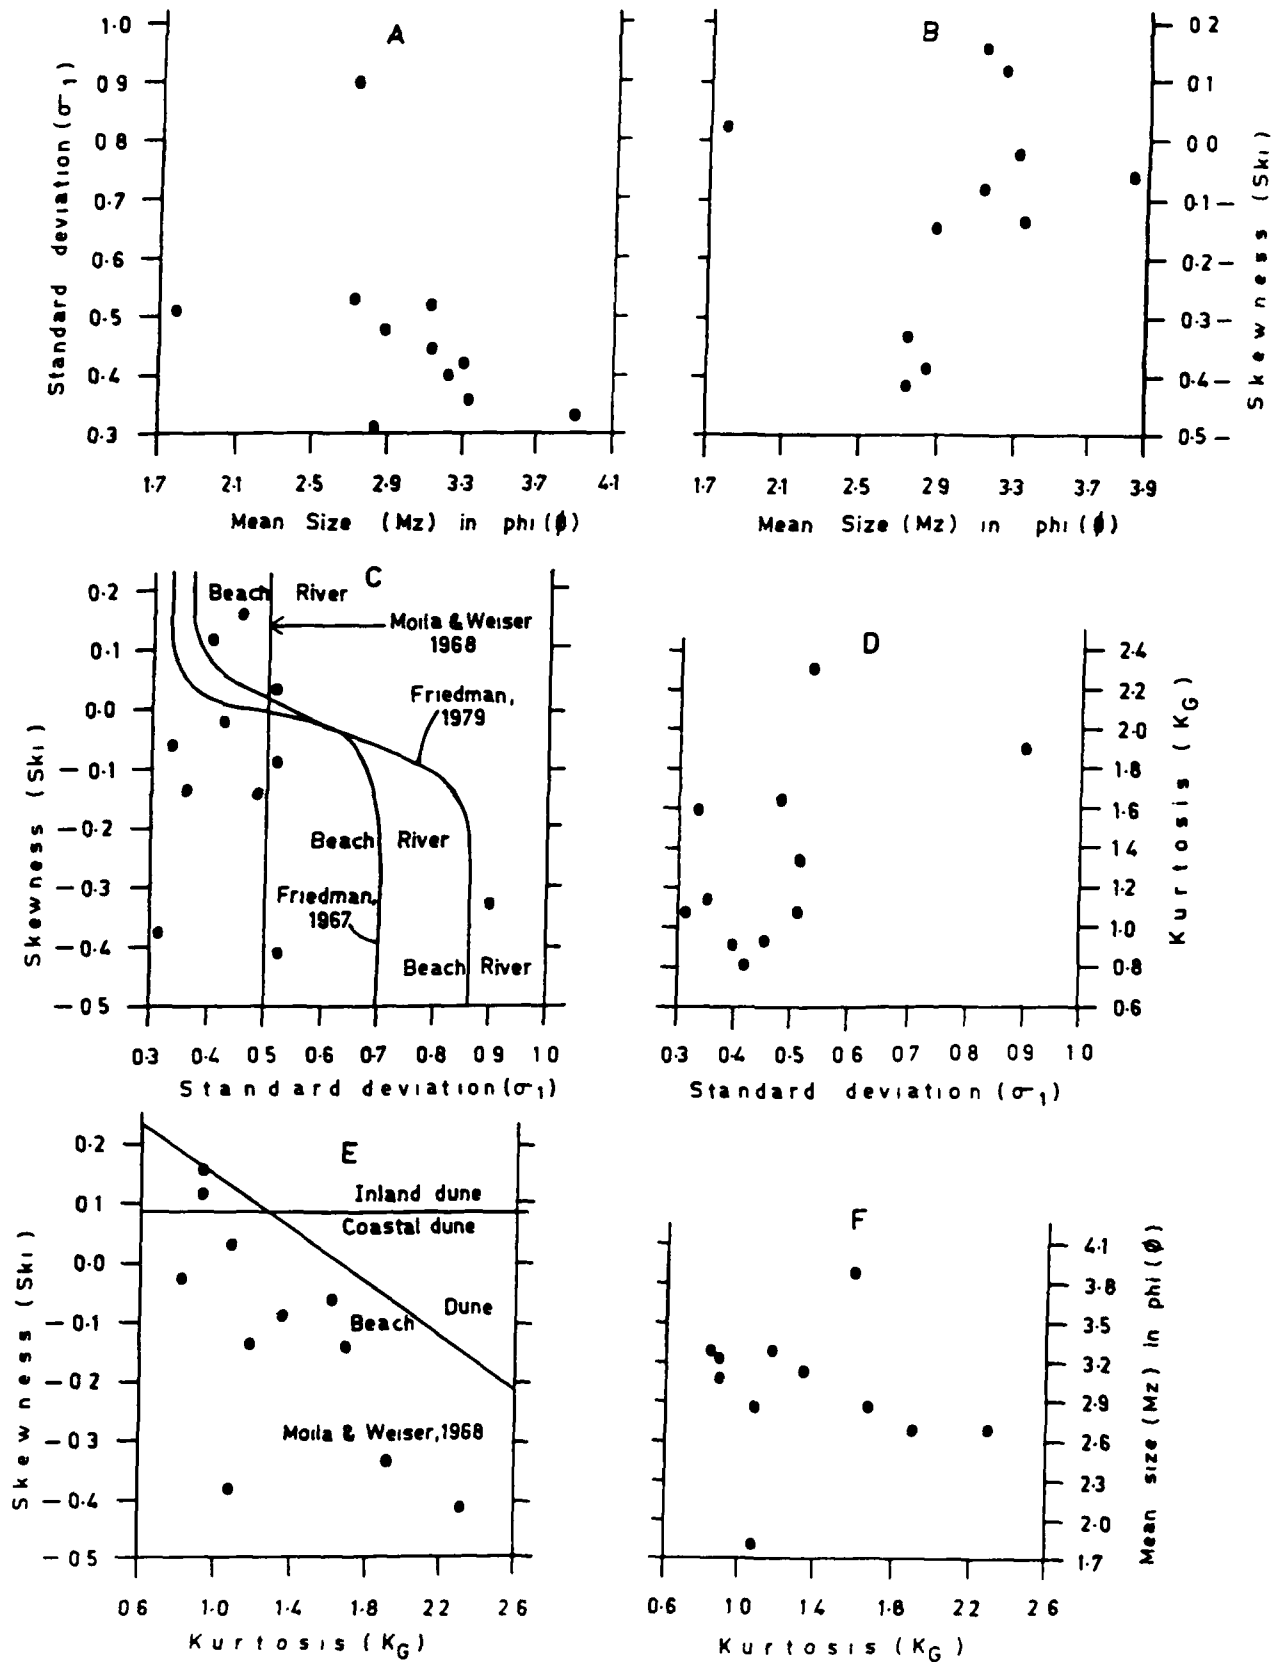 A
1·0
0 9
0 8
0·7
0·6
0·5
0·4
0·3
Standard deviation (σ1)
1·7 2·1 2·5 2·9 3·3 3·7 4·1
Mean Size (Mz) in phi (ϕ)
B
0 2
0·1
0 0
0·1 —
0·2 —
0·3 —
0·4 —
0·5 —
Skewness (Skı)
1·7 2·1 2·5 2·9 3·3 3·7 3·9
Mean Size (Mz) in phi (ϕ)
C
0·2
0·1
0·0
— 0·1
— 0·2
— 0·3
— 0·4
— 0 5
Skewness (Skı)
Beach River
Moıla & Weıser
1968
Friedman,
1979
Beach River
Friedman,
1967
Beach River
0·3 0·4 0·5 0·6 0·7 0·8 0 9 1 0
Standard deviation (σ1)
D
2·4
2·2
2·0
1·8
1·6
1 4
1·2
1·0
0·8
0·6
Kurtosis (KG)
0·3 0·4 0·5 0 6 0 7 0 8 0 9 1 0
Standard deviation (σ1)
E
0·2
0 1
0·0
— 0·1
— 0·2
— 0 3
— 0·4
— 0 5
Skewness (Skı)
Inland dune
Coastal dune
Dune
Beach
Moıla & Weıser, 1968
0 6 1·0 1·4 1·8 2 2 2 6
Kurtosis (KG)
F
4·1
3·8
3·5
3·2
2·9
2·6
2·3
2·0
1·7
Mean size (Mz) in phi (ϕ)
0·6 1 0 1·4 1·8 2·2 2 6
Kurtosis (KG)